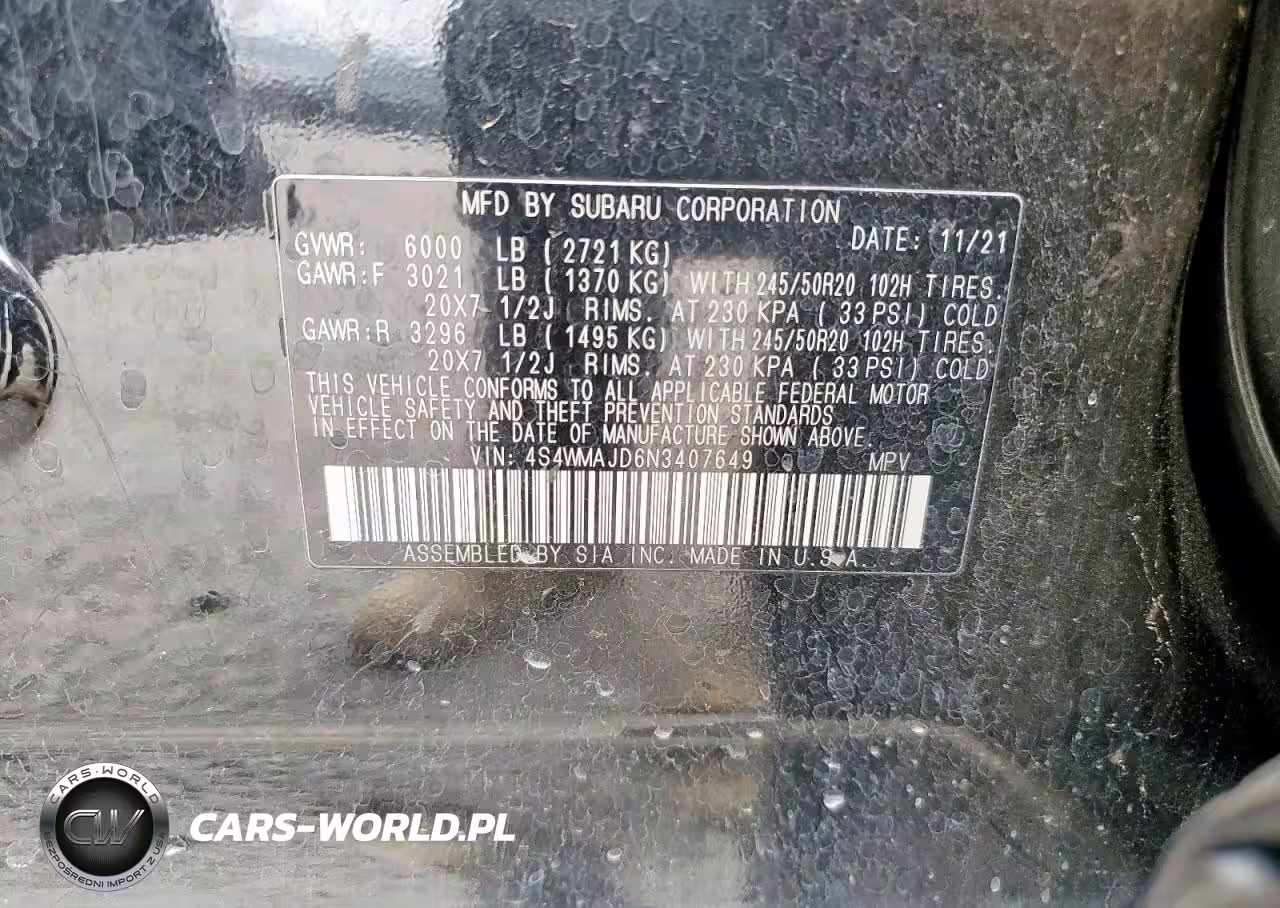 MFD BY SUBARU CORPORATION
GVWR: 6000 LB ( 2721 KG) DATE: 11/21
GAWR:F 3021 LB ( 1370 KG) WITH 245/50R20 102H TIRES.
20X7 1/2J RIMS. AT 230 KPA ( 33 PSI) COLD
GAWR:R 3296 LB ( 1495 KG) WITH 245/50R20 102H TIRES.
20X7 1/2J RIMS. AT 230 KPA ( 33 PSI) COLD
THIS VEHICLE CONFORMS TO ALL APPLICABLE FEDERAL MOTOR
VEHICLE SAFETY AND THEFT PREVENTION STANDARDS
IN EFFECT ON THE DATE OF MANUFACTURE SHOWN ABOVE.
VIN: 4S4WMAJD6N3407649 MPV
ASSEMBLED BY SIA INC. MADE IN U.S.A.
CARS-WORLD
CW
BEZPOŚREDNI IMPORT Z USA
CARS-WORLD.PL